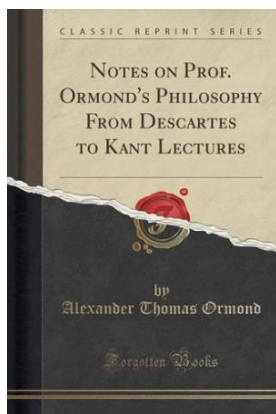 CLASSIC REPRINT SERIES
NOTES ON PROF.
ORMOND'S PHILOSOPHY
FROM DESCARTES
TO KANT LECTURES
by
Alexander Thomas Ormond
Forgotten Books